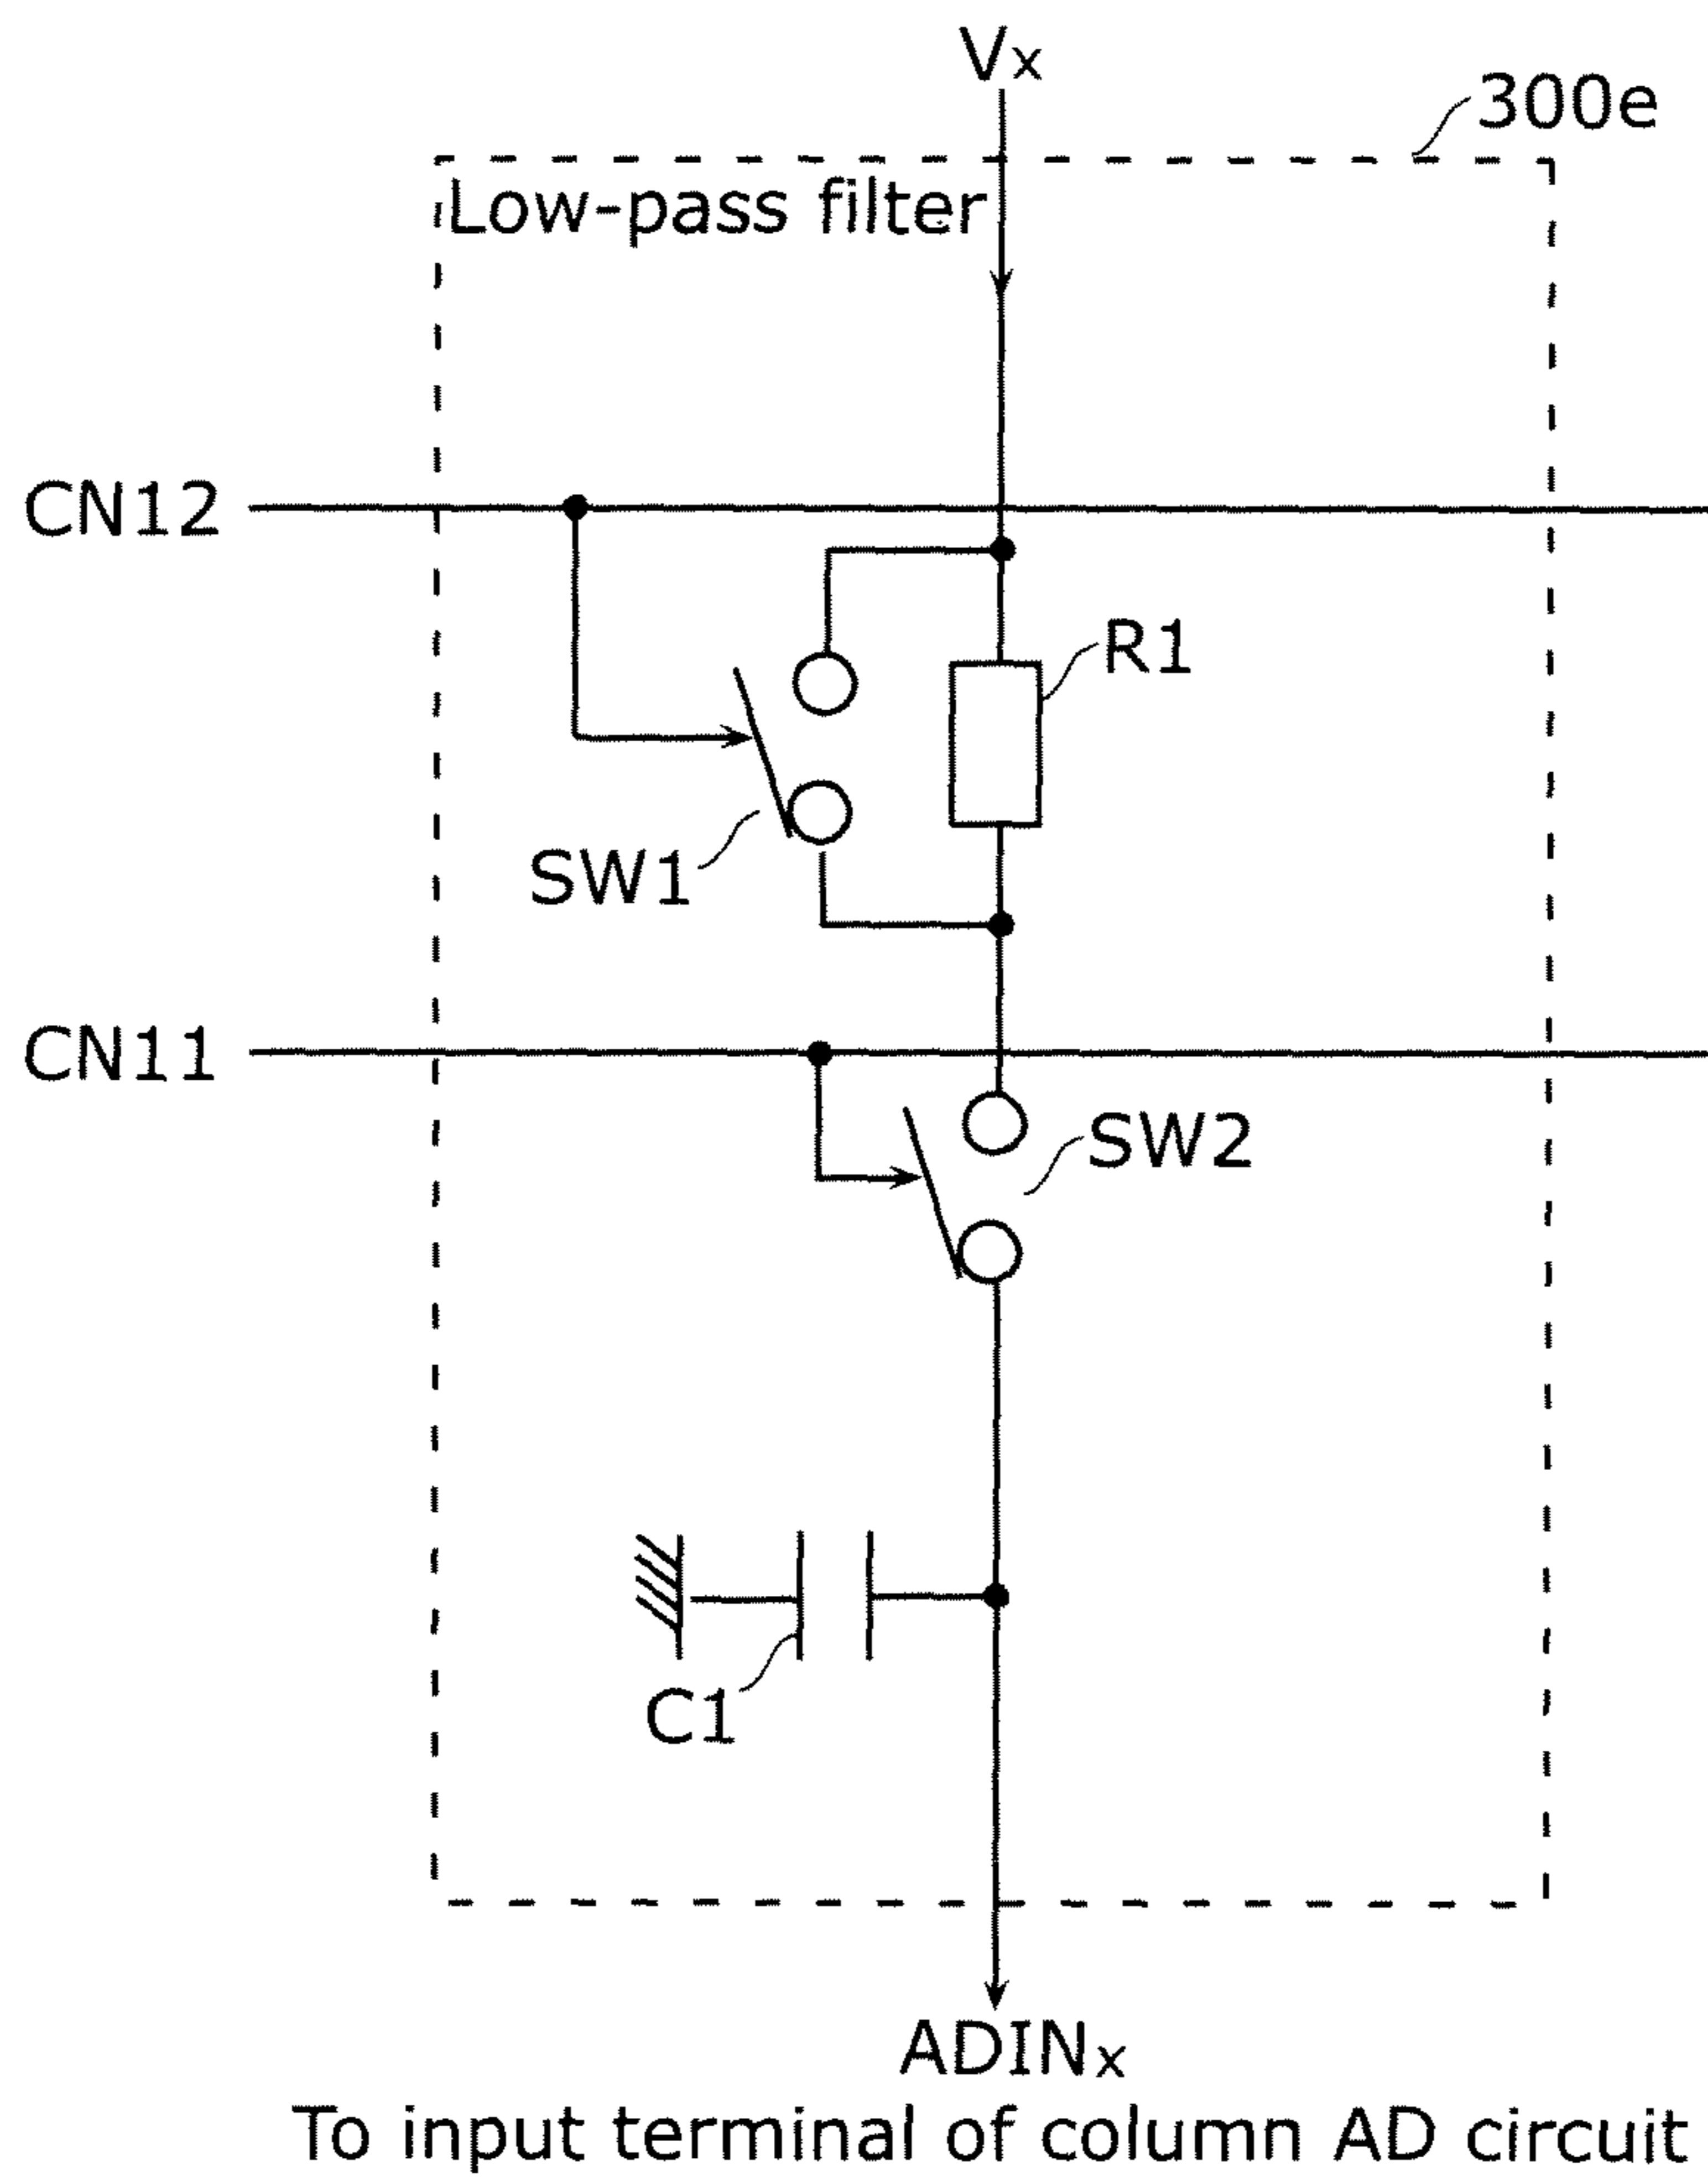 Vx
300e
Low-pass filter
CN12
R1
SW1
CN11
SW2
C1
ADINx
To input terminal of column AD circuit